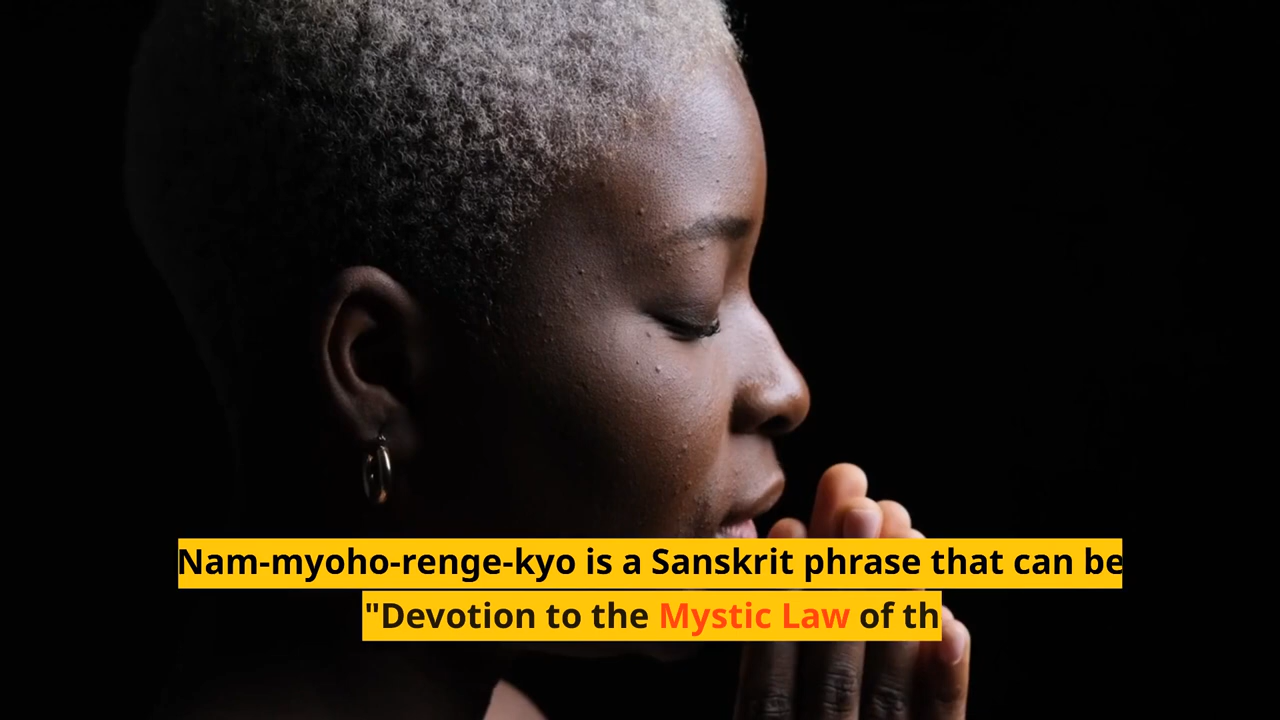 Nam-myoho-renge-kyo is a Sanskrit phrase that can be
"Devotion to the Mystic Law of th